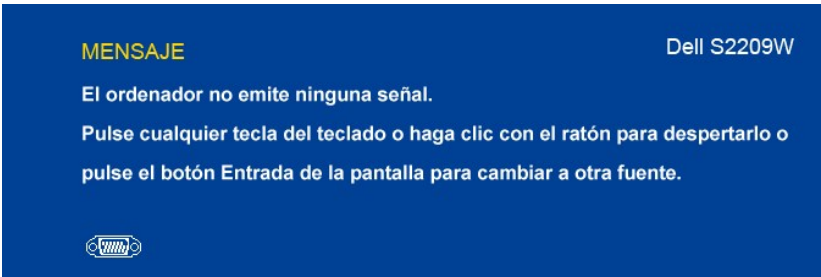 MENSAJE
Dell S2209W
El ordenador no emite ninguna señal.
Pulse cualquier tecla del teclado o haga clic con el ratón para despertarlo o
pulse el botón Entrada de la pantalla para cambiar a otra fuente.